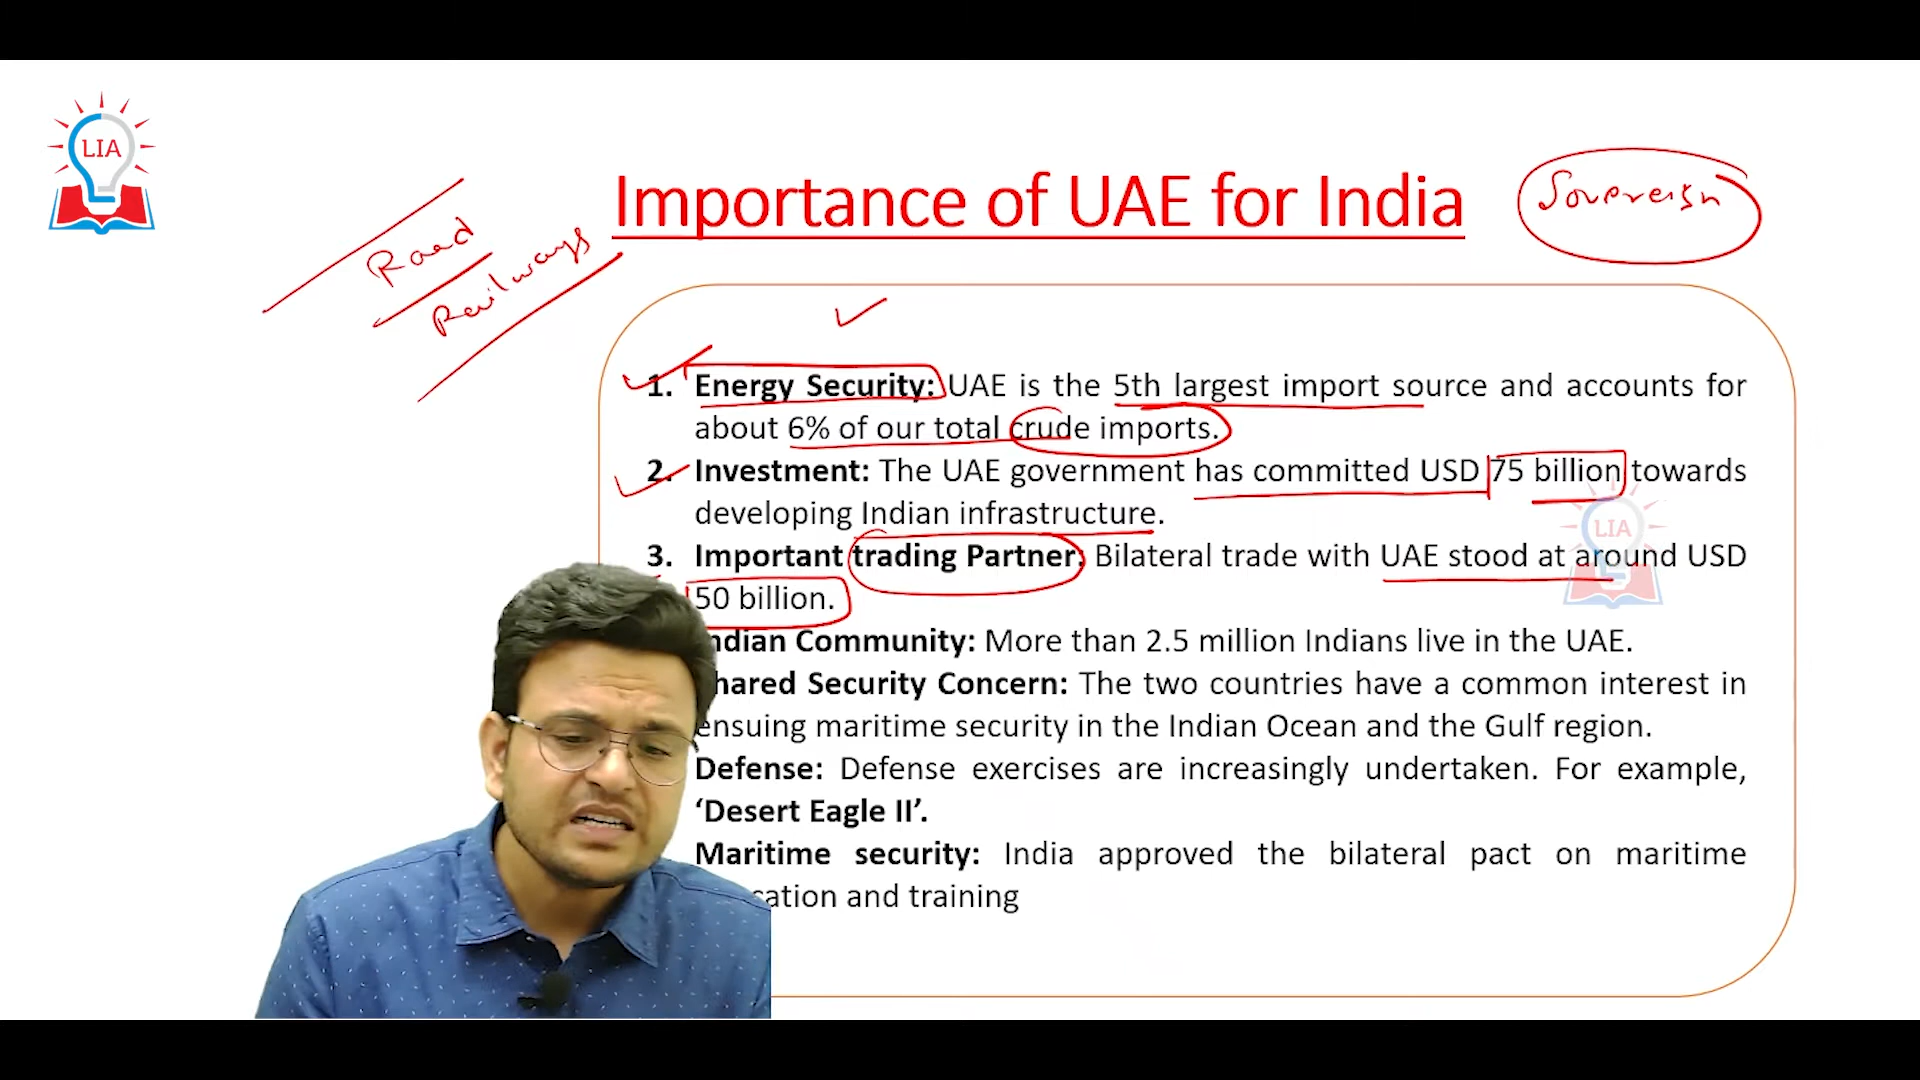 LIA
Importance of UAE for India
Sovereign
Road
Railways
1. Energy Security: UAE is the 5th largest import source and accounts for
about 6% of our total crude imports.
2. Investment: The UAE government has committed USD 75 billion towards
developing Indian infrastructure.
3. Important trading Partner: Bilateral trade with UAE stood at around USD
50 billion.
ndian Community: More than 2.5 million Indians live in the UAE.
hared Security Concern: The two countries have a common interest in
ensuing maritime security in the Indian Ocean and the Gulf region.
Defense: Defense exercises are increasingly undertaken. For example,
‘Desert Eagle II’.
Maritime security: India approved the bilateral pact on maritime
cation and training
LIA